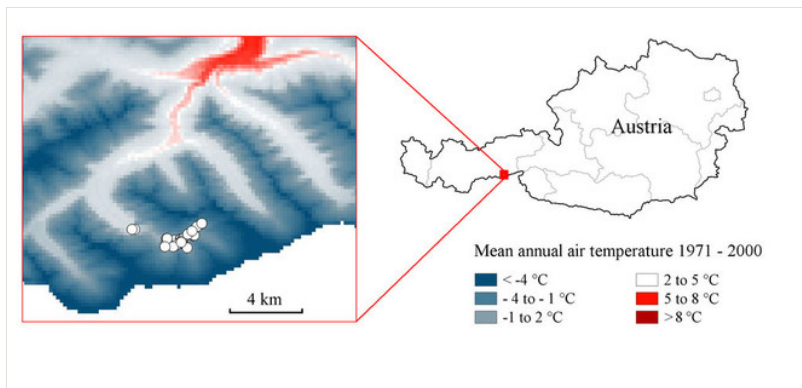 Austria
Mean annual air temperature 1971 - 2000
< -4 °C
- 4 to - 1 °C
-1 to 2 °C
2 to 5 °C
5 to 8 °C
>8 °C
4 km